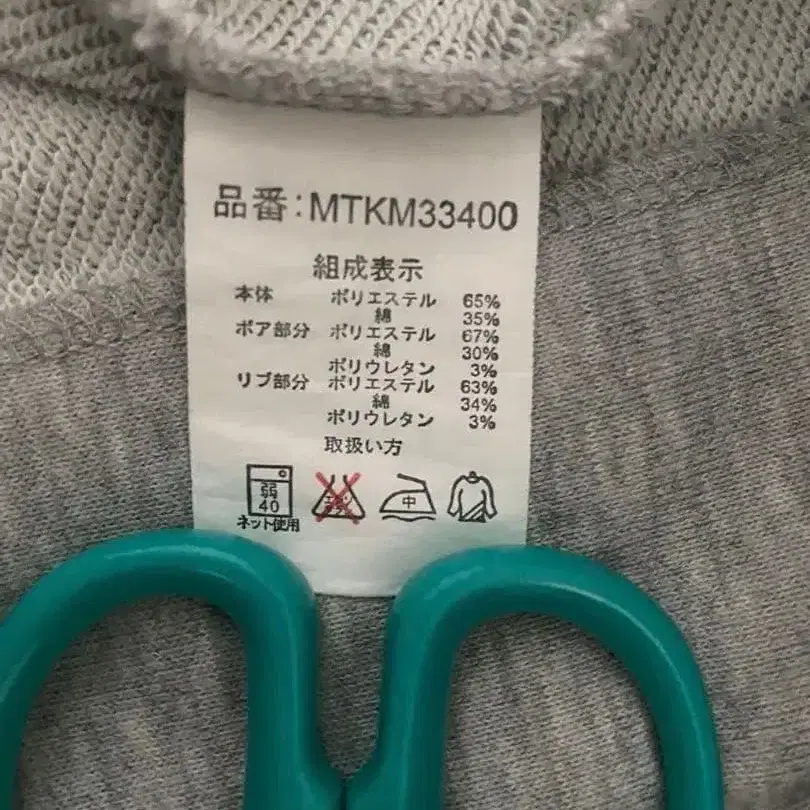 品番:MTKM33400
組成表示
本体 ポリエステル 65%
綿 35%
ボア部分 ポリエステル 67%
綿 30%
ポリウレタン 3%
リブ部分 ポリエステル 63%
綿 34%
ポリウレタン 3%
取扱い方
弱
40
中
ネット使用